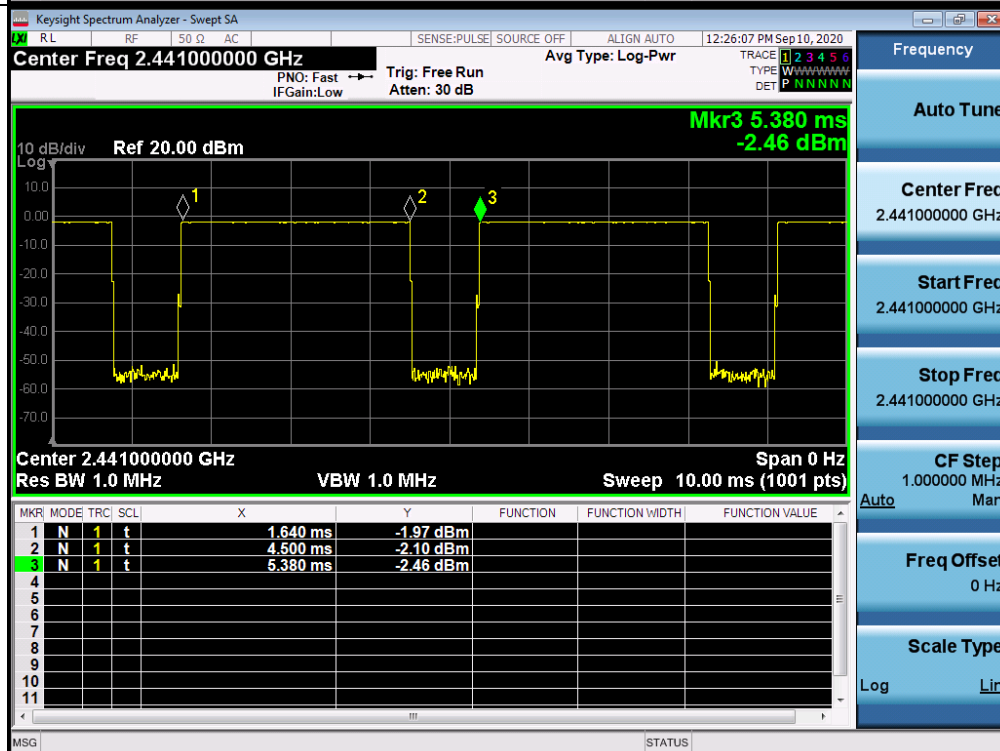 Keysight Spectrum Analyzer - Swept SA
LXI RL RF 50 Ω AC SENSE:PULSE SOURCE OFF ALIGN AUTO 12:26:07 PM Sep 10, 2020
Center Freq 2.441000000 GHz
PNO: Fast
IFGain:Low
Trig: Free Run
Atten: 30 dB
Avg Type: Log-Pwr
TRACE 1 2 3 4 5 6
TYPE WWWWWW
DET P N N N N N
Mkr3 5.380 ms
-2.46 dBm
10 dB/div Ref 20.00 dBm
Log
10.0
0.00
-10.0
-20.0
-30.0
-40.0
-50.0
-60.0
-70.0
1
2
3
Center 2.441000000 GHz Span 0 Hz
Res BW 1.0 MHz VBW 1.0 MHz Sweep 10.00 ms (1001 pts)
MKR MODE TRC SCL X Y FUNCTION FUNCTION WIDTH FUNCTION VALUE
1 N 1 t 1.640 ms -1.97 dBm
2 N 1 t 4.500 ms -2.10 dBm
3 N 1 t 5.380 ms -2.46 dBm
4
5
6
7
8
9
10
11
MSG STATUS
Frequency
Auto Tune
Center Freq
2.441000000 GHz
Start Freq
2.441000000 GHz
Stop Freq
2.441000000 GHz
CF Step
1.000000 MHz
Auto Man
Freq Offset
0 Hz
Scale Type
Log Lin